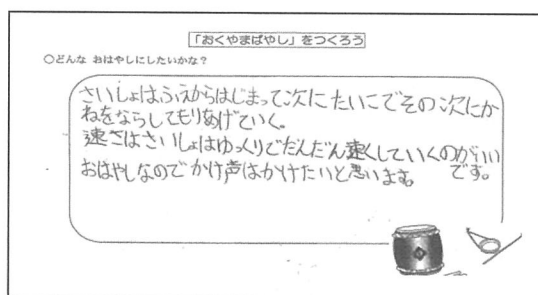 「おくやまばやし」をつくろう
○どんな おはやしにしたいかな？
さいしょはふえからはじまって次にたいこでその次にか
ねをならしてもりあげていく。
速さはさいしょはゆっくりでだんだん速くしていくのがいい
です。
おはやしなのでかけ声はかけたいと思います。